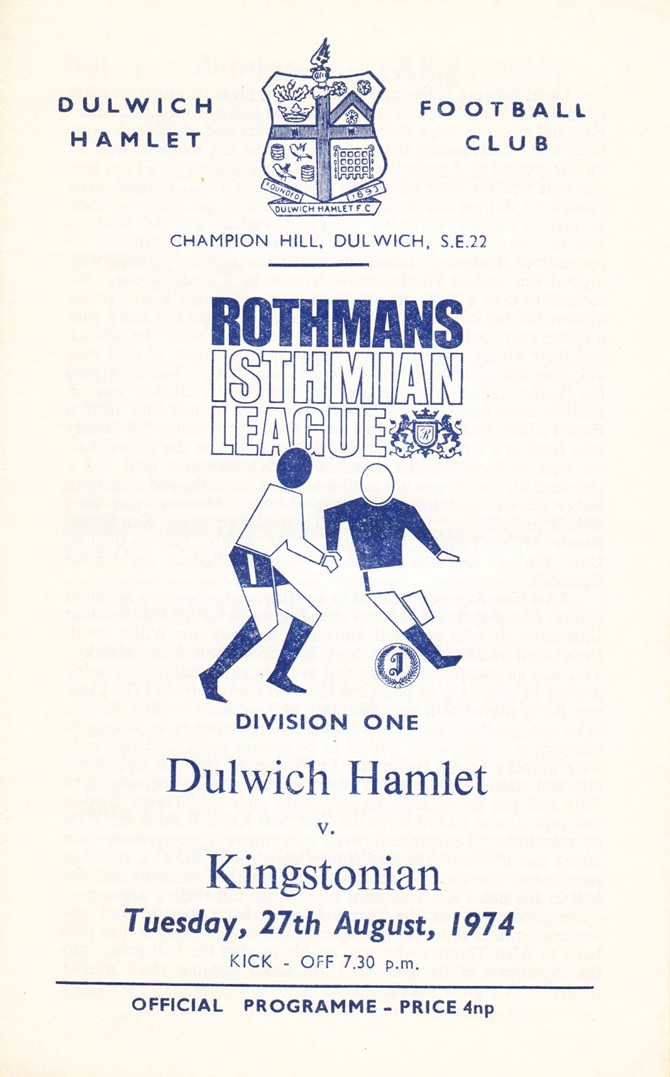 DULWICH HAMLET
FOOTBALL CLUB
FOUNDED 1893
DULWICH HAMLET F C
CHAMPION HILL, DULWICH, S.E.22
ROTHMANS
ISTHMIAN
LEAGUE
R
J
DIVISION ONE
Dulwich Hamlet
v.
Kingstonian
Tuesday, 27th August, 1974
KICK - OFF 7.30 p.m.
OFFICIAL PROGRAMME - PRICE 4np